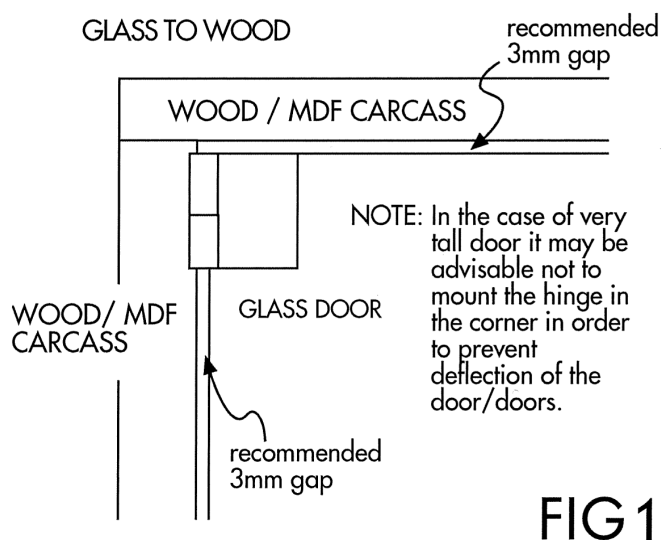 GLASS TO WOOD
recommended
3mm gap
WOOD / MDF CARCASS
NOTE: In the case of very
tall door it may be
advisable not to
mount the hinge in
the corner in order
to prevent
deflection of the
door/doors.
WOOD/ MDF
CARCASS
GLASS DOOR
recommended
3mm gap
FIG 1